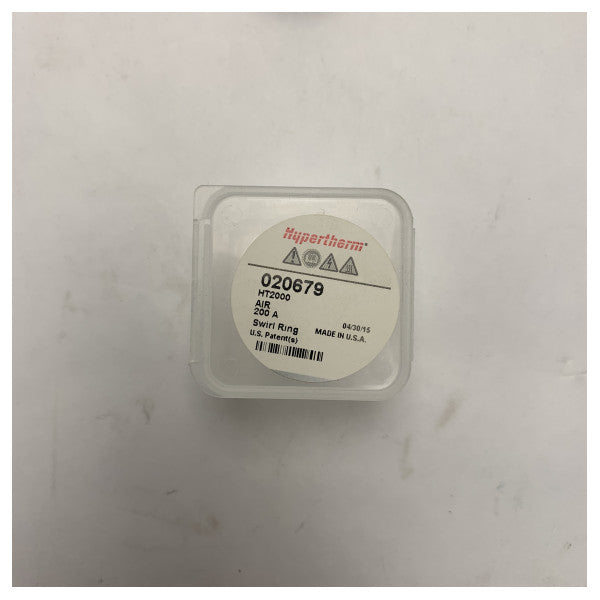 Hypertherm®
020679
HT2000
AIR
200 A
04/30/15
Swirl Ring
MADE IN U.S.A.
U.S. Patent(s)